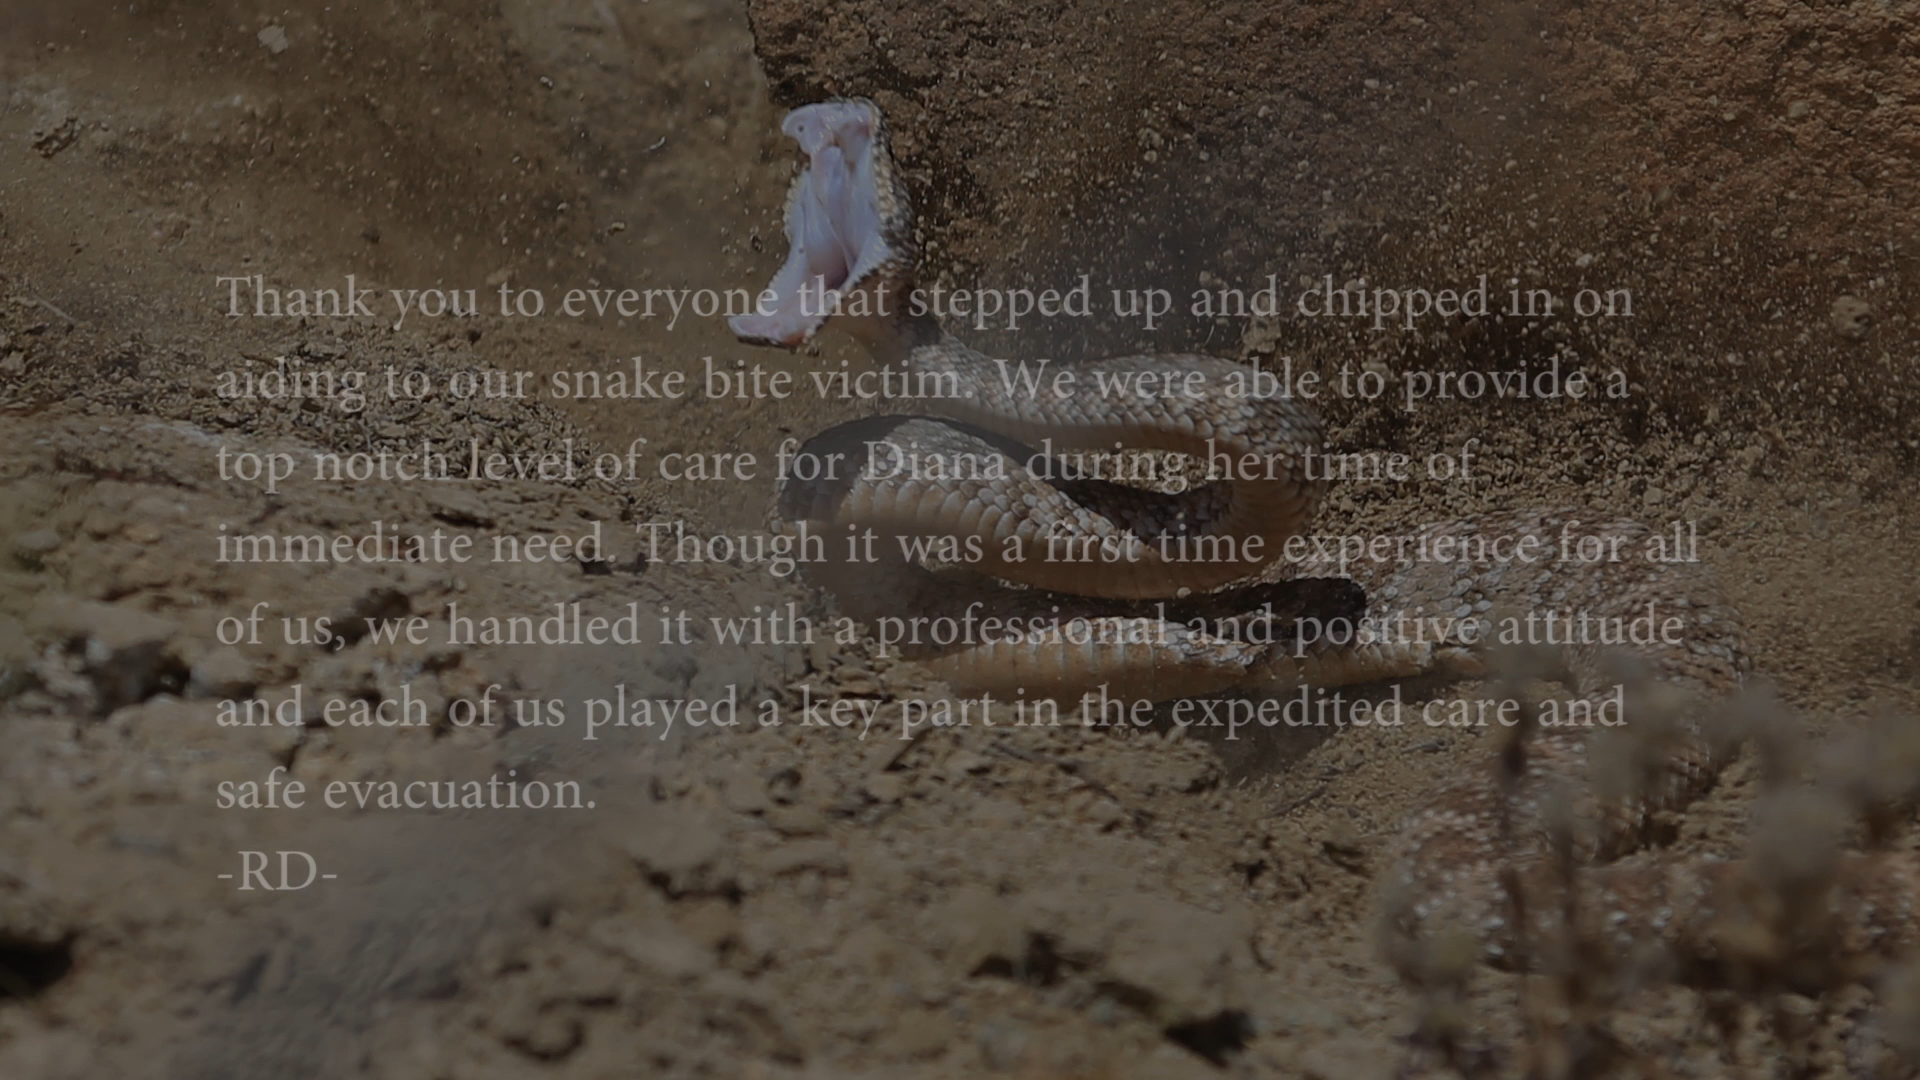 Thank you to everyone that stepped up and chipped in on
aiding to our snake bite victim. We were able to provide a
top notch level of care for Diana during her time of
immediate need. Though it was a first time experience for all
of us, we handled it with a professional and positive attitude
and each of us played a key part in the expedited care and
safe evacuation.
-RD-